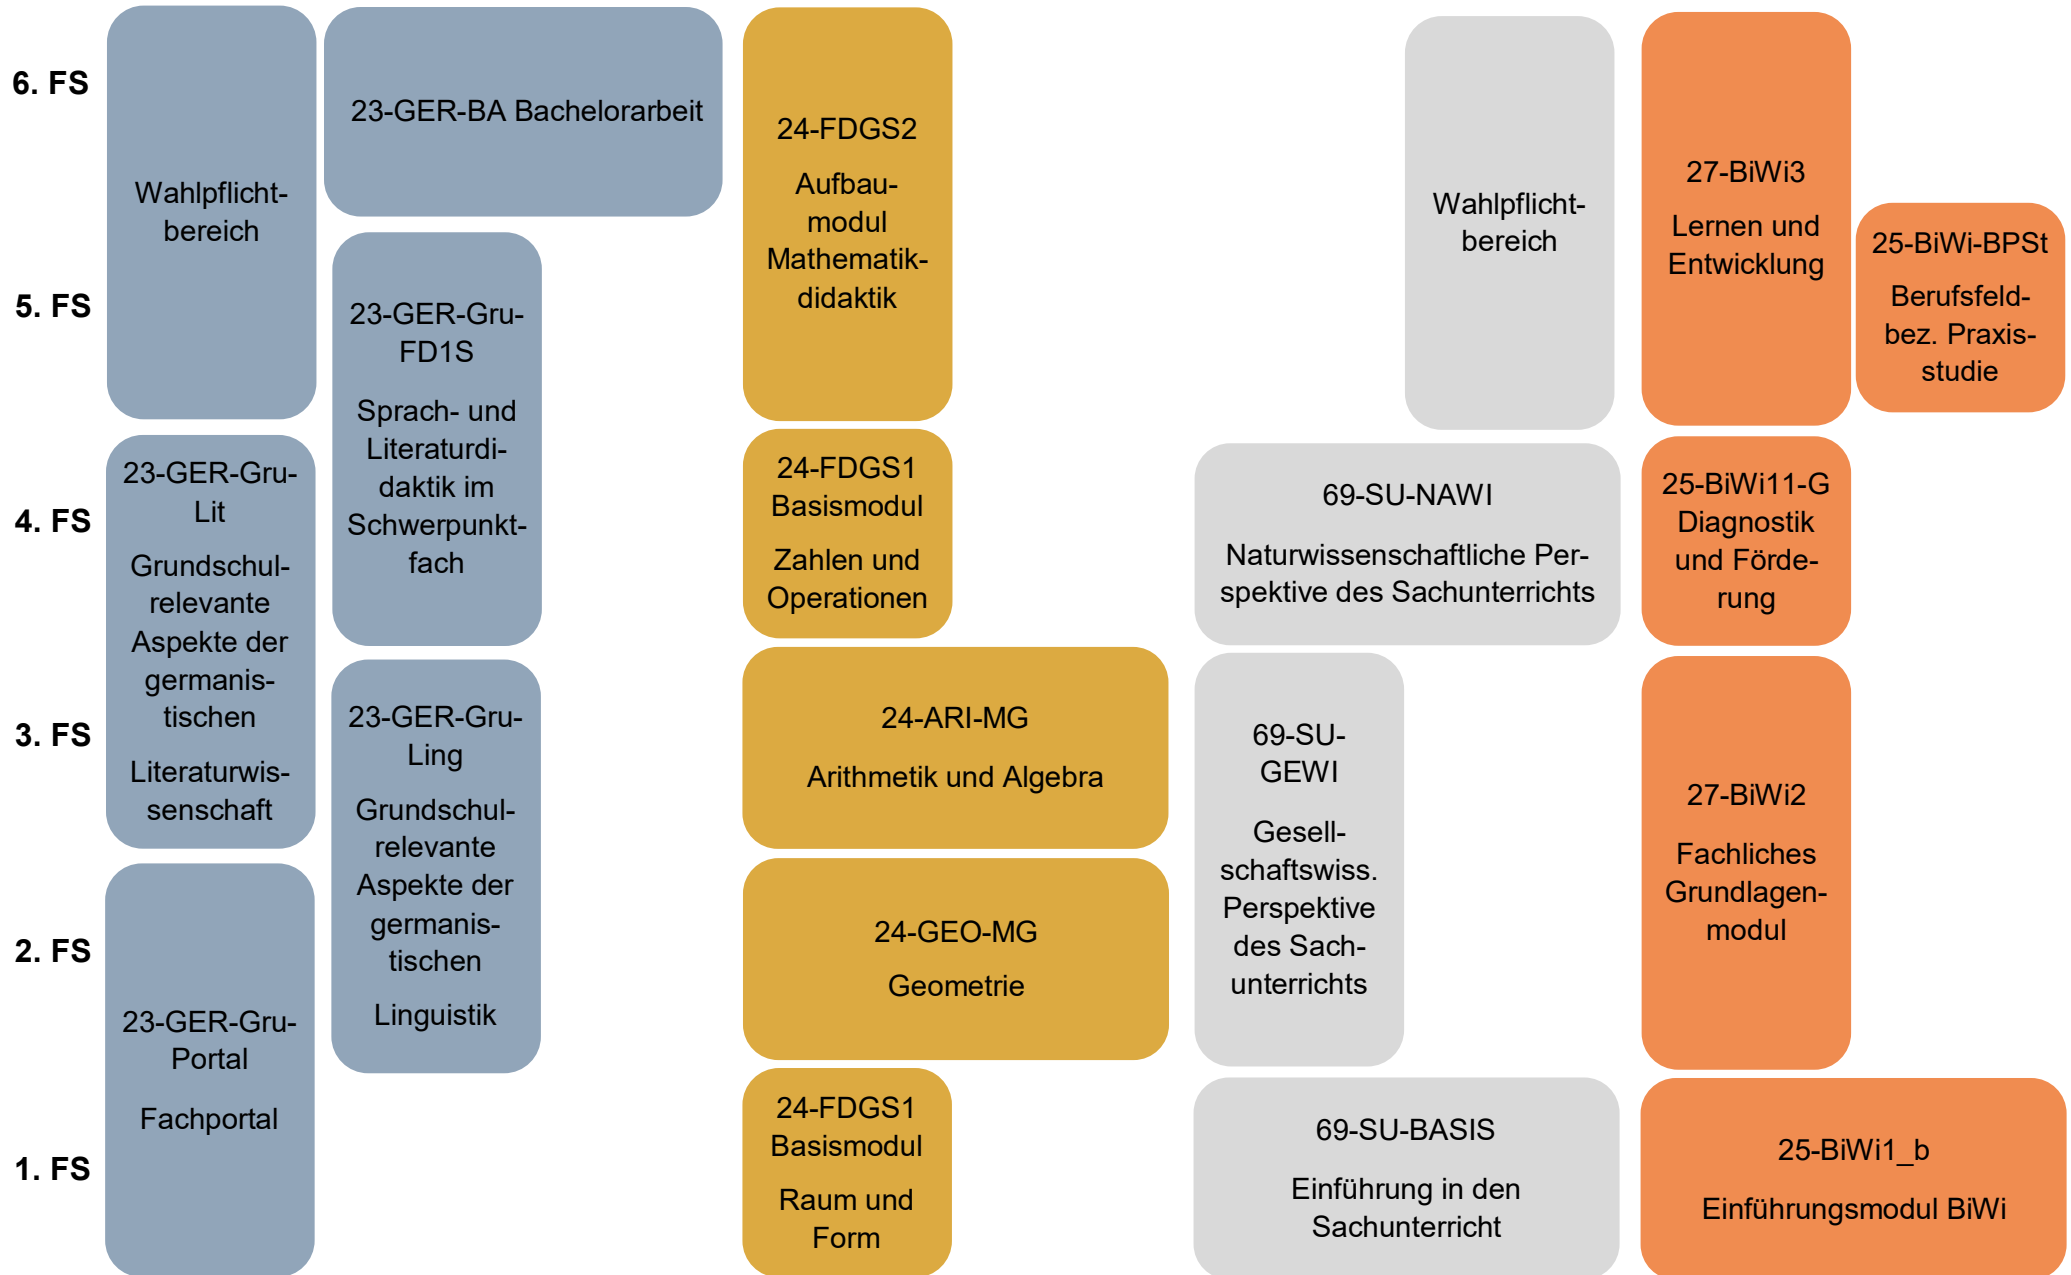 6. FS
5. FS
4. FS
3. FS
2. FS
1. FS
Wahlpflicht-
bereich
23-GER-Gru-
Lit
Grundschul-
relevante
Aspekte der
germanis-
tischen
Literaturwis-
senschaft
23-GER-Gru-
Portal
Fachportal
23-GER-BA Bachelorarbeit
23-GER-Gru-
FD1S
Sprach- und
Literaturdi-
daktik im
Schwerpunkt-
fach
23-GER-Gru-
Ling
Grundschul-
relevante
Aspekte der
germanis-
tischen
Linguistik
24-FDGS2
Aufbau-
modul
Mathematik-
didaktik
24-FDGS1
Basismodul
Zahlen und
Operationen
24-ARI-MG
Arithmetik und Algebra
24-GEO-MG
Geometrie
24-FDGS1
Basismodul
Raum und
Form
Wahlpflicht-
bereich
69-SU-NAWI
Naturwissenschaftliche Per-
spektive des Sachunterrichts
69-SU-
GEWI
Gesell-
schaftswiss.
Perspektive
des Sach-
unterrichts
69-SU-BASIS
Einführung in den
Sachunterricht
27-BiWi3
Lernen und
Entwicklung
25-BiWi-BPSt
Berufsfeld-
bez. Praxis-
studie
25-BiWi11-G
Diagnostik
und Förde-
rung
27-BiWi2
Fachliches
Grundlagen-
modul
25-BiWi1_b
Einführungsmodul BiWi